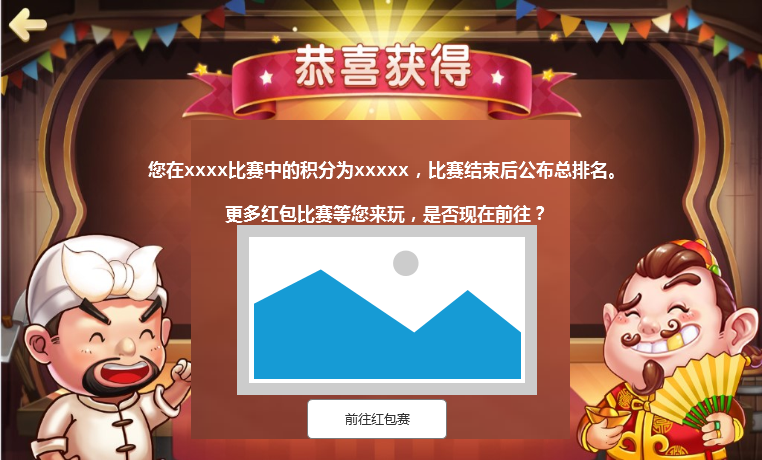 恭喜获得
您在xxxx比赛中的积分为xxxxx，比赛结束后公布总排名。
更多红包比赛等您来玩，是否现在前往？
前往红包赛